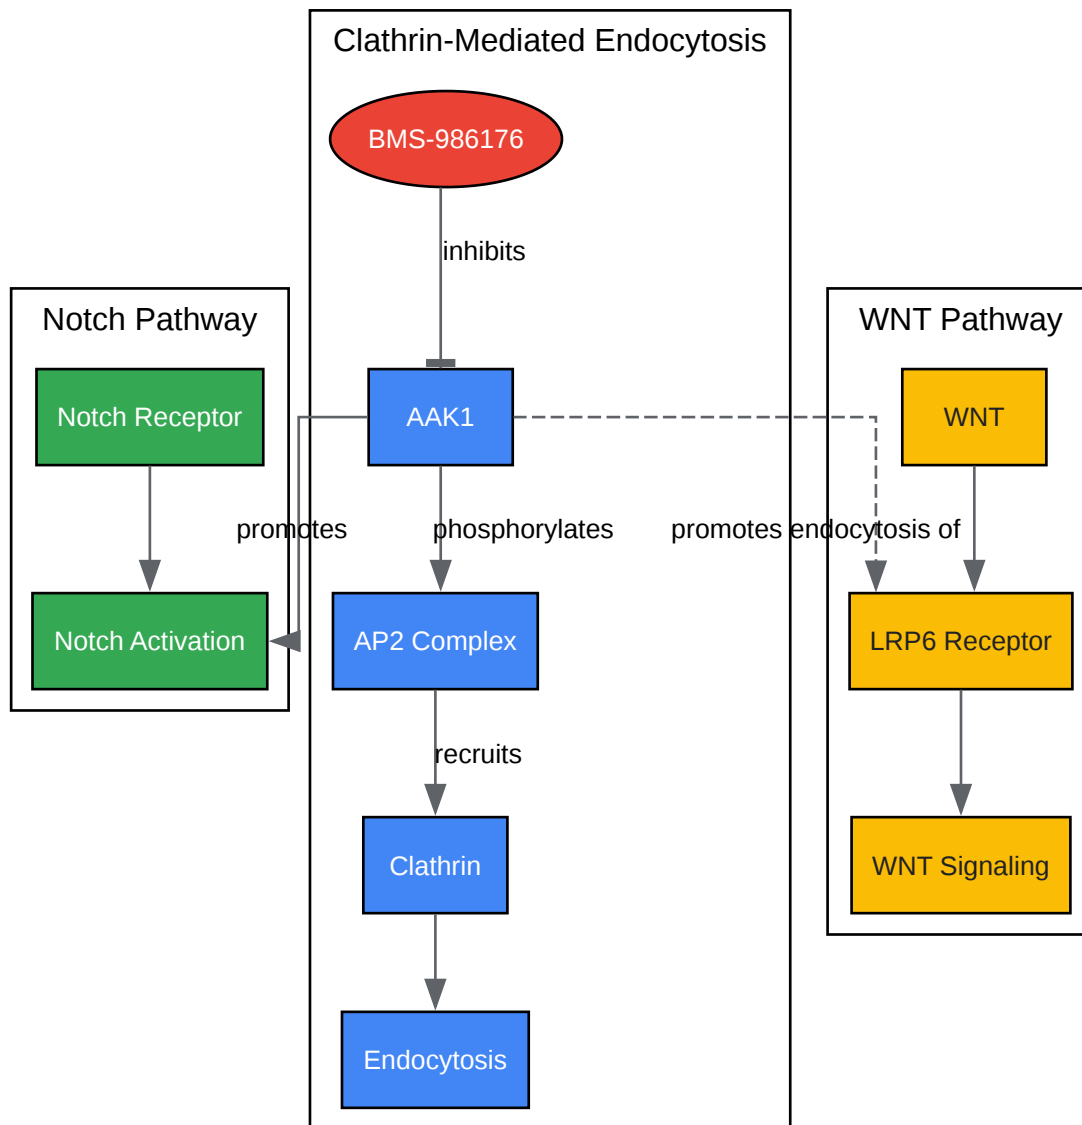 Clathrin-Mediated Endocytosis
BMS-986176
inhibits
Notch Pathway
WNT Pathway
Notch Receptor
AAK1
WNT
promotes
phosphorylates
promotes endocytosis of
Notch Activation
AP2 Complex
LRP6 Receptor
recruits
Clathrin
WNT Signaling
Endocytosis